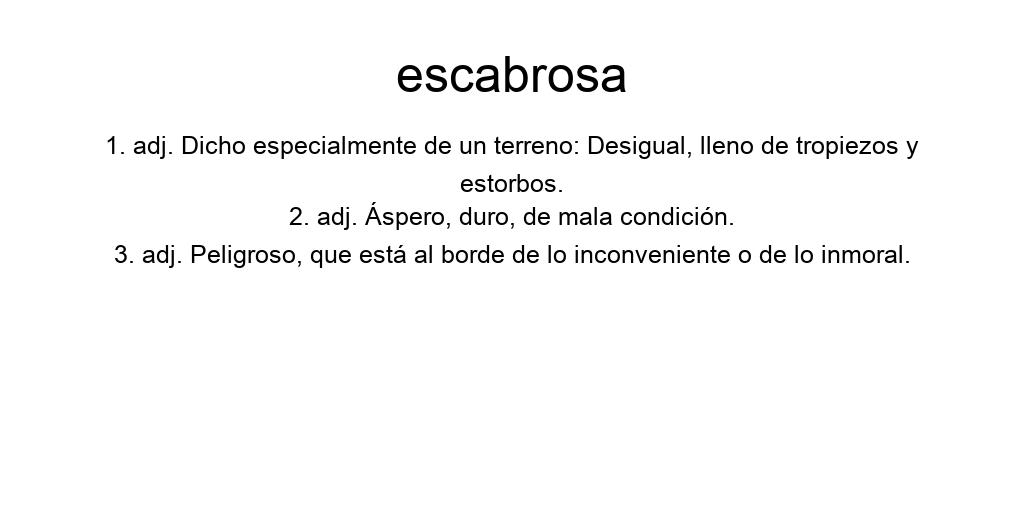 escabrosa
1. adj. Dicho especialmente de un terreno: Desigual, lleno de tropiezos y
estorbos.
2. adj. Áspero, duro, de mala condición.
3. adj. Peligroso, que está al borde de lo inconveniente o de lo inmoral.